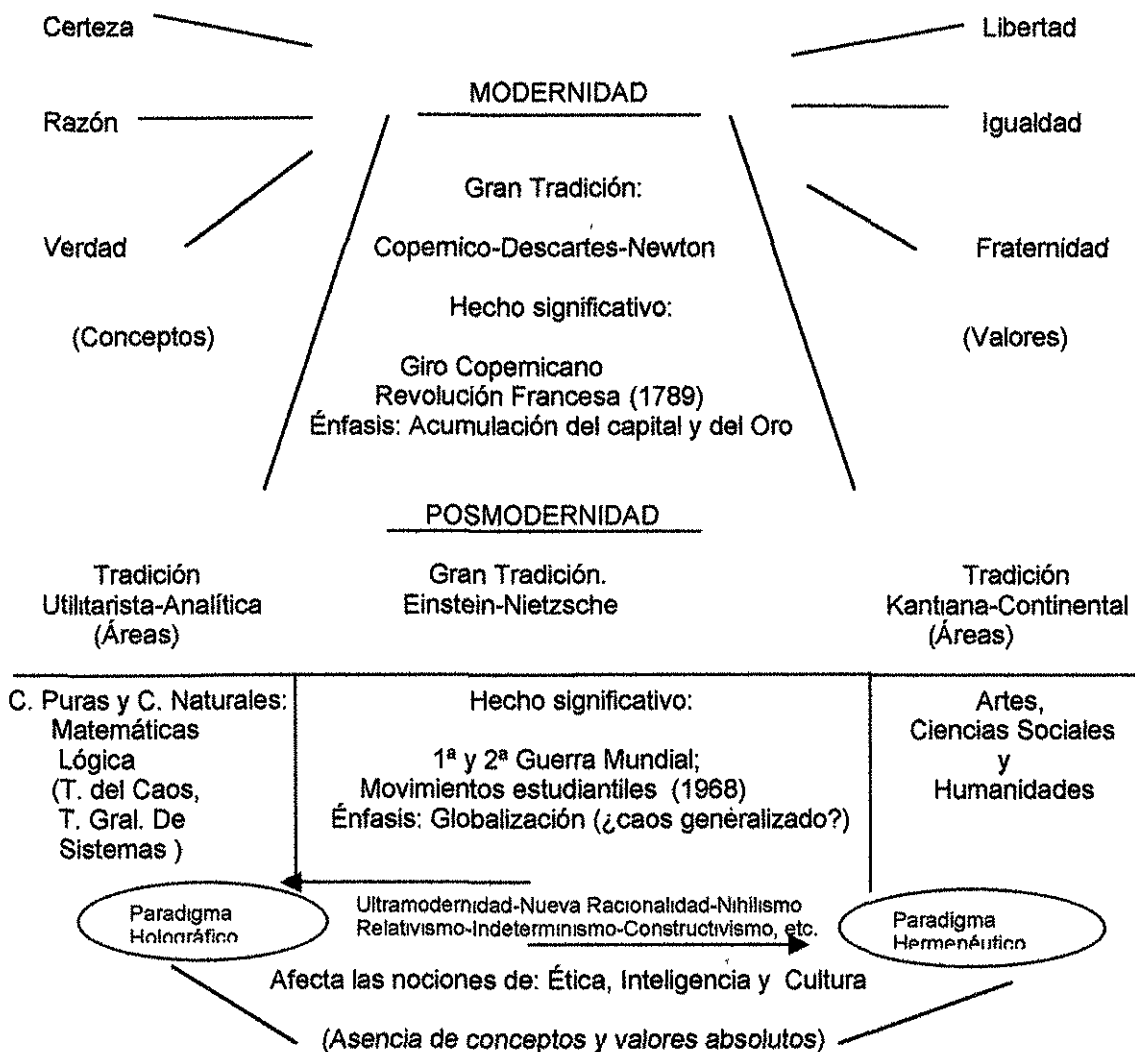 Certeza
Libertad
MODERNIDAD
Razón
Igualdad
Gran Tradición:
Verdad
Copernico-Descartes-Newton
Fraternidad
Hecho significativo:
(Conceptos)
(Valores)
Giro Copernicano
Revolución Francesa (1789)
Énfasis: Acumulación del capital y del Oro
POSMODERNIDAD
Tradición
Utilitarista-Analítica
(Áreas)
Gran Tradición.
Einstein-Nietzsche
Tradición
Kantiana-Continental
(Áreas)
C. Puras y C. Naturales:
Matemáticas
Lógica
(T. del Caos,
T. Gral. De
Sistemas )
Hecho significativo:
1ª y 2ª Guerra Mundial;
Movimientos estudiantiles (1968)
Énfasis: Globalización (¿caos generalizado?)
Artes,
Ciencias Sociales
y
Humanidades
Paradigma
Holográfico
Ultramodernidad-Nueva Racionalidad-Nihilismo
Relativismo-Indeterminismo-Constructivismo, etc.
Paradigma
Hermenéutico
Afecta las nociones de: Ética, Inteligencia y Cultura
(Asencia de conceptos y valores absolutos)